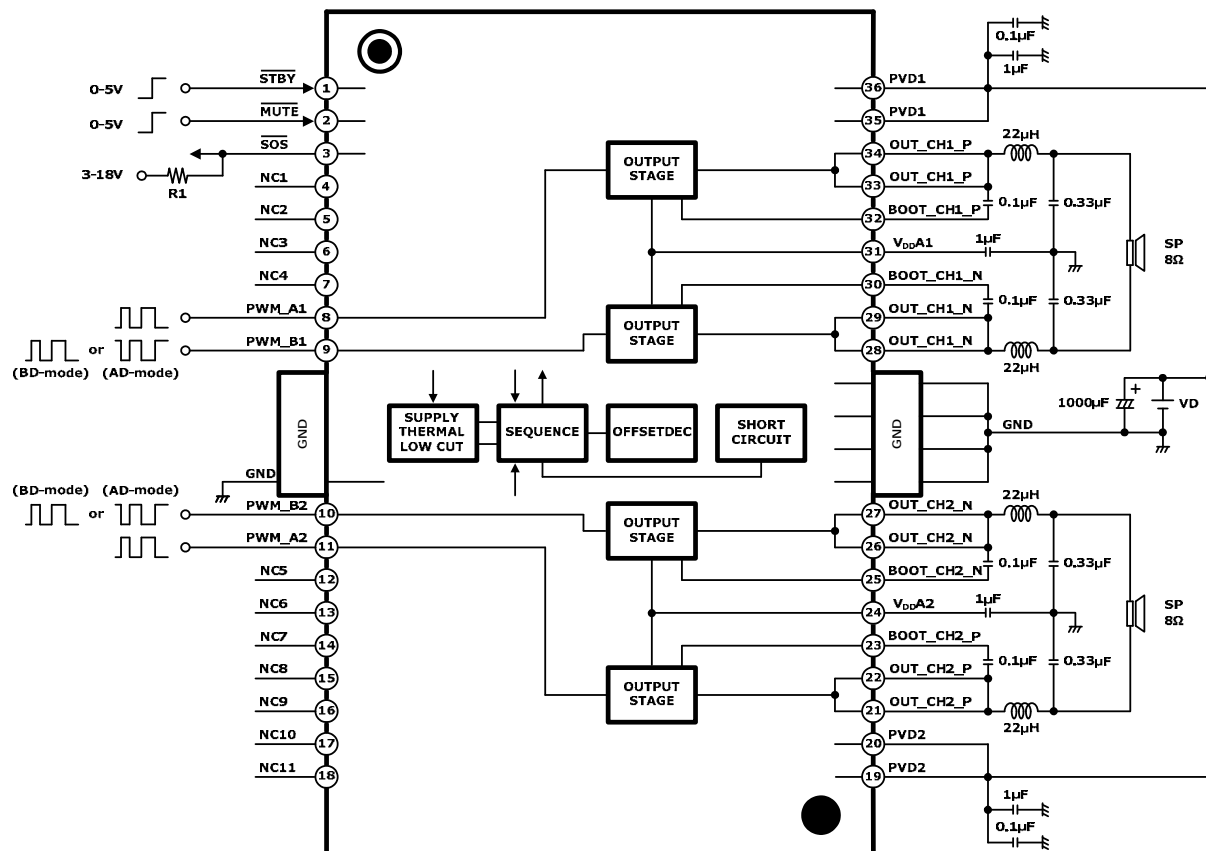 0-5V
STBY
1
0-5V
MUTE
2
SOS
3
3-18V
R1
NC1
4
NC2
5
NC3
6
NC4
7
PWM_A1
8
or
PWM_B1
9
(BD-mode) (AD-mode)
GND
GND
(BD-mode) (AD-mode)
or
PWM_B2
10
PWM_A2
11
NC5
12
NC6
13
NC7
14
NC8
15
NC9
16
NC10
17
NC11
18
OUTPUT
STAGE
OUTPUT
STAGE
SUPPLY
THERMAL
LOW CUT
SEQUENCE
OFFSETDEC
SHORT
CIRCUIT
OUTPUT
STAGE
OUTPUT
STAGE
0.1µF
1µF
36
PVD1
35
PVD1
22µH
34
OUT_CH1_P
33
OUT_CH1_P
0.1µF
0.33µF
32
BOOT_CH1_P
1µF
31
VDDA1
SP
8Ω
30
BOOT_CH1_N
0.1µF
0.33µF
29
OUT_CH1_N
28
OUT_CH1_N
22µH
GND
1000µF
+
VD
GND
22µH
27
OUT_CH2_N
26
OUT_CH2_N
0.1µF
0.33µF
25
BOOT_CH2_N
1µF
24
VDDA2
SP
8Ω
23
BOOT_CH2_P
0.1µF
0.33µF
22
OUT_CH2_P
21
OUT_CH2_P
22µH
20
PVD2
19
PVD2
1µF
0.1µF